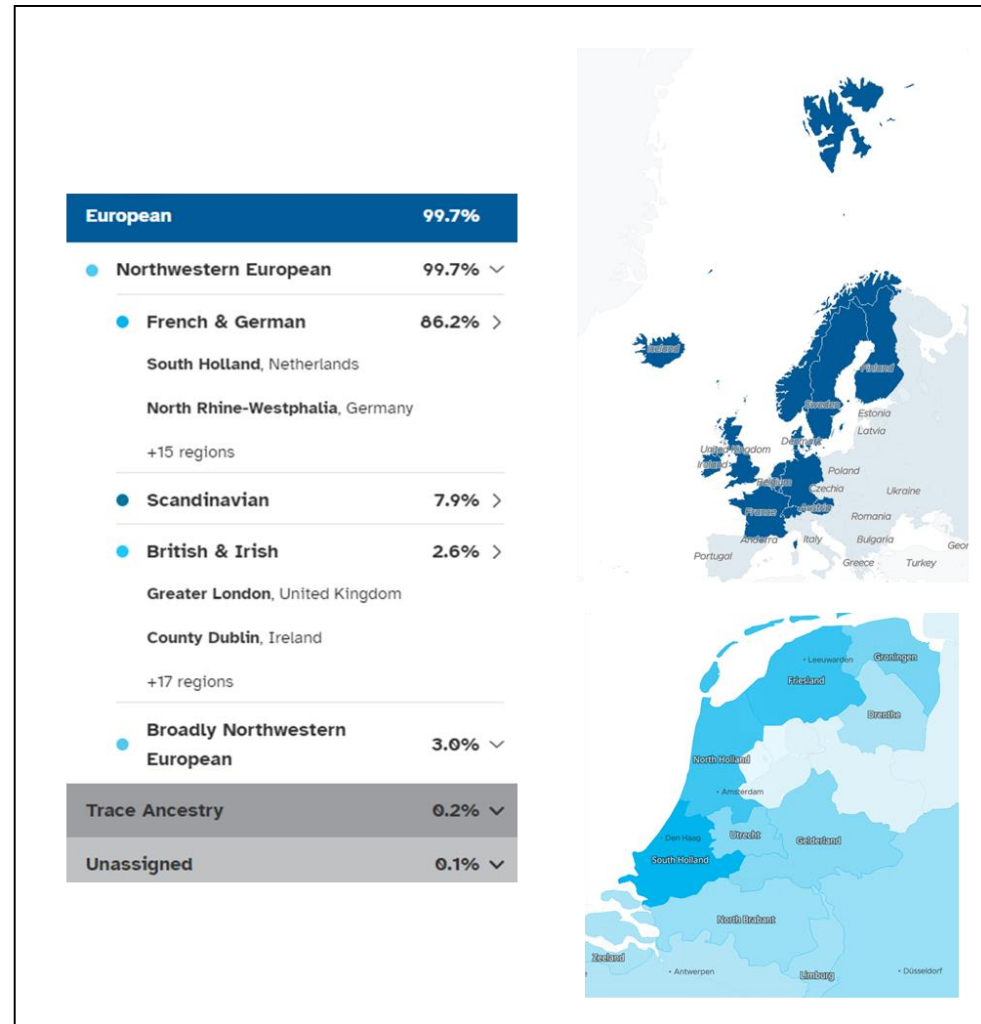 European 99.7%
Northwestern European 99.7%
French & German 86.2%
South Holland, Netherlands
North Rhine-Westphalia, Germany
+15 regions
Scandinavian 7.9%
British & Irish 2.6%
Greater London, United Kingdom
County Dublin, Ireland
+17 regions
Broadly Northwestern
European 3.0%
Trace Ancestry 0.2%
Unassigned 0.1%
Iceland
Finland
Sweden
Estonia
Latvia
Denmark
United Kingdom
Ireland
Poland
Belgium
Czechia
Ukraine
France
Austria
Romania
Andorra
Italy
Bulgaria
Geor
Portugal
Greece
Turkey
Leeuwarden
Groningen
Friesland
Drenthe
North Holland
Amsterdam
Den Haag
Utrecht
Gelderland
South Holland
North Brabant
Zeeland
Antwerpen
Limburg
Düsseldorf